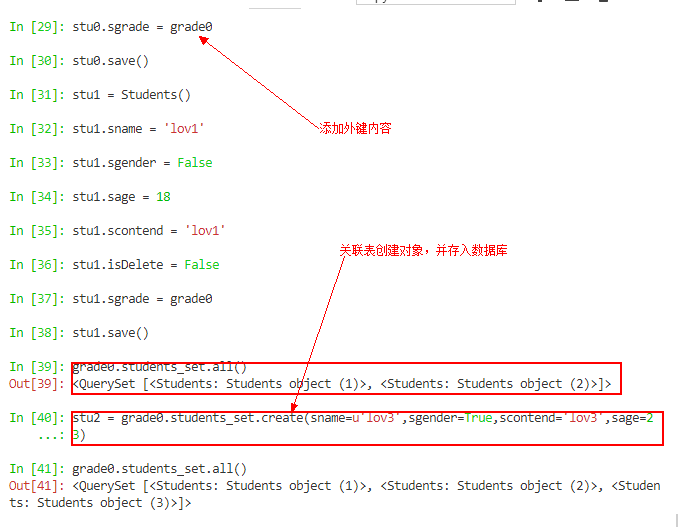 In [29]: stu0.sgrade = grade0
In [30]: stu0.save()
In [31]: stu1 = Students()
添加外键内容
In [32]: stu1.sname = 'lov1'
In [33]: stu1.sgender = False
In [34]: stu1.sage = 18
In [35]: stu1.scontend = 'lov1'
关联表创建对象，并存入数据库
In [36]: stu1.isDelete = False
In [37]: stu1.sgrade = grade0
In [38]: stu1.save()
In [39]: grade0.students_set.all()
Out[39]: <QuerySet [<Students: Students object (1)>, <Students: Students object (2)>]>
In [40]: stu2 = grade0.students_set.create(sname=u'lov3',sgender=True,scontend='lov3',sage=2
...: 3)
In [41]: grade0.students_set.all()
Out[41]: <QuerySet [<Students: Students object (1)>, <Students: Students object (2)>, <Studen
ts: Students object (3)>]>